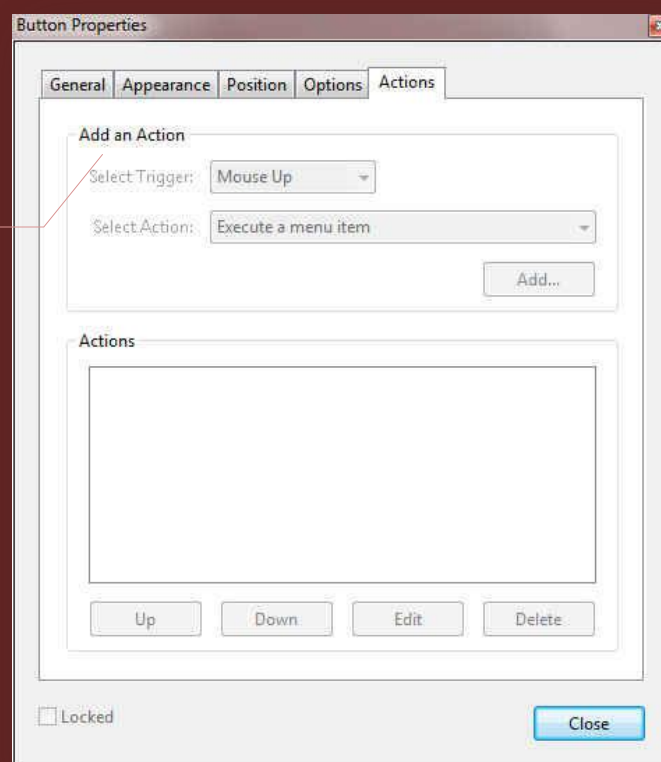 Button Properties
General Appearance Position Options Actions
Add an Action
Select Trigger: Mouse Up
Select Action: Execute a menu item
Add...
Actions
Up Down Edit Delete
Locked Close